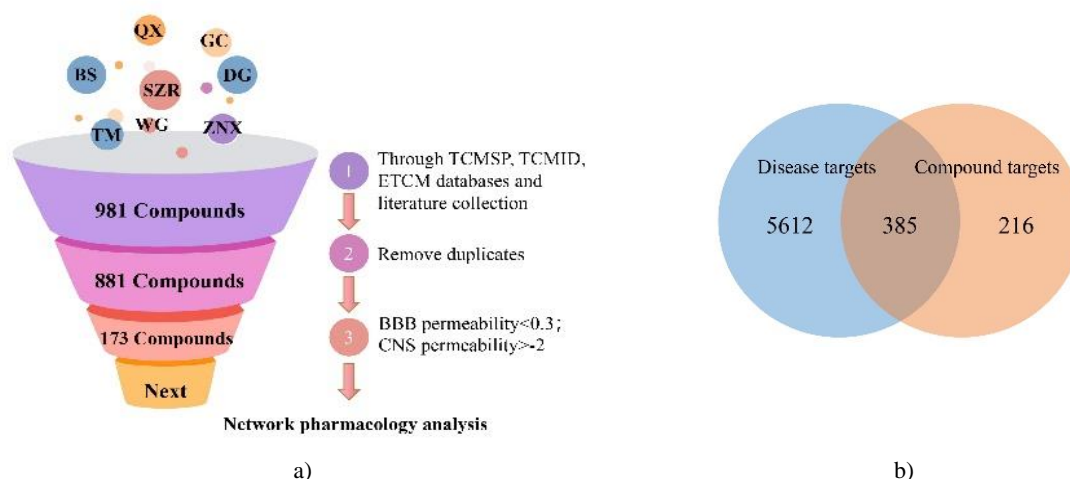 QX
GC
BS
DG
SZR
WG
TM
ZNX
981 Compounds
881 Compounds
173 Compounds
Next
1
Through TCMSP, TCMID,
ETCM databases and
literature collection
2
Remove duplicates
3
BBB permeability<0.3;
CNS permeability>-2
Network pharmacology analysis
a)
Disease targets
Compound targets
5612
385
216
b)